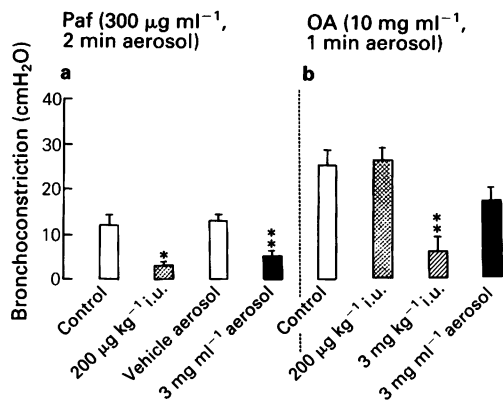 Paf (300 μg ml⁻¹,
2 min aerosol)
OA (10 mg ml⁻¹,
1 min aerosol)
a
b
Bronchoconstriction (cmH₂O)
40
30
20
10
0
*
**
**
Control
200 μg kg⁻¹ i.u.
Vehicle aerosol
3 mg ml⁻¹ aerosol
Control
200 μg kg⁻¹ i.u.
3 mg kg⁻¹ i.u.
3 mg ml⁻¹ aerosol